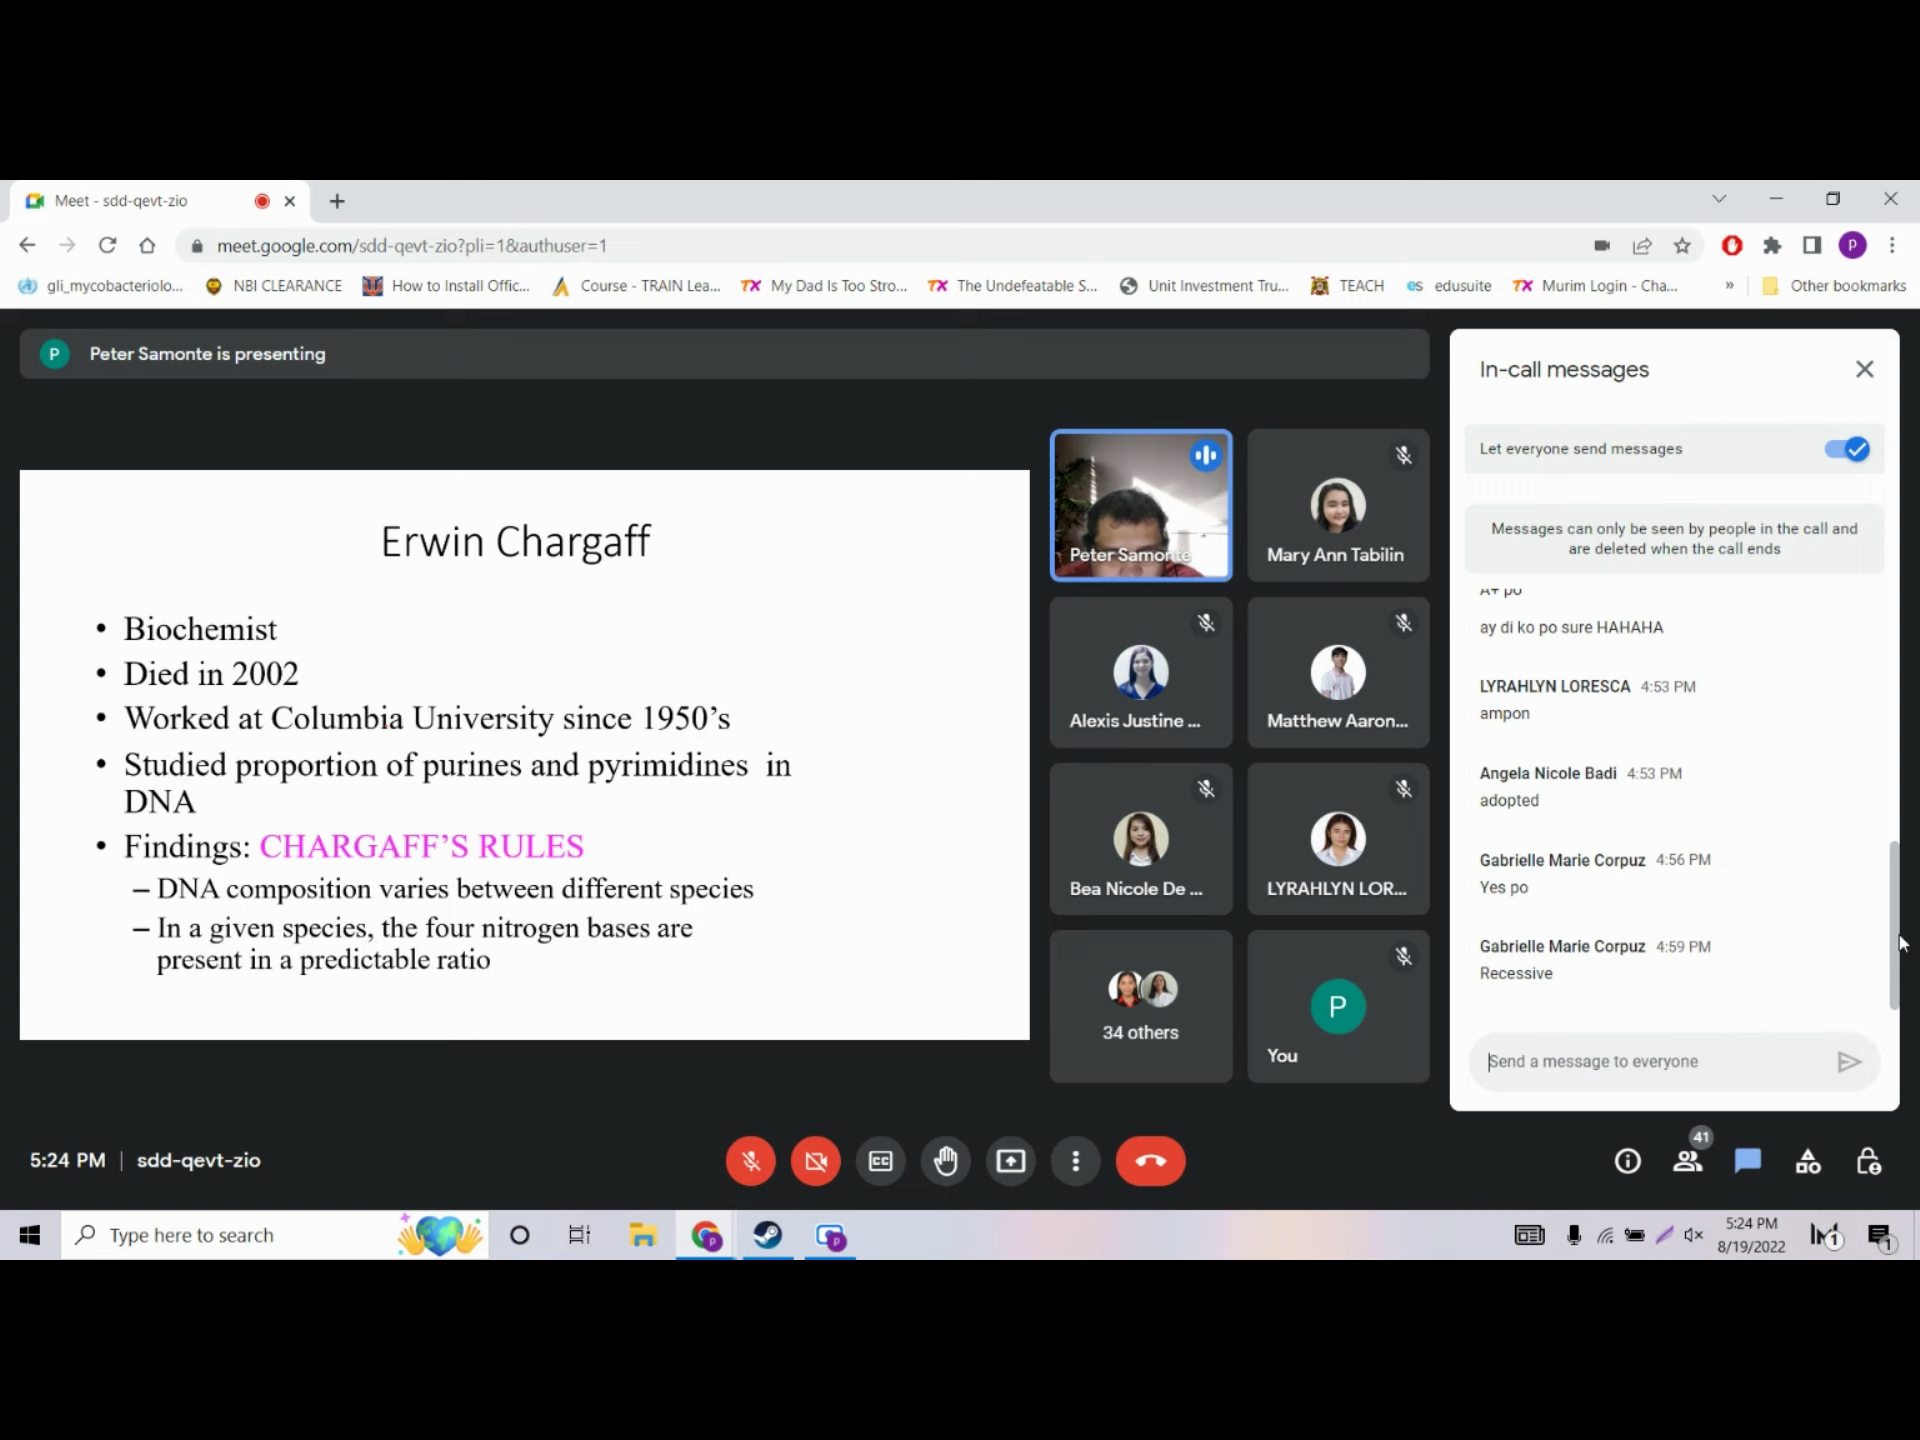 Meet - sdd-qevt-zio
meet.google.com/sdd-qevt-zio?pli=1&authuser=1
P
gli_mycobacteriolo...
NBI CLEARANCE
How to Install Offic...
Course - TRAIN Lea...
TX My Dad Is Too Stro...
TX The Undefeatable S...
Unit Investment Tru...
TEACH
es edusuite
TX Murim Login - Cha...
»
Other bookmarks
P Peter Samonte is presenting
Erwin Chargaff
• Biochemist
• Died in 2002
• Worked at Columbia University since 1950's
• Studied proportion of purines and pyrimidines in
DNA
• Findings: CHARGAFF'S RULES
– DNA composition varies between different species
– In a given species, the four nitrogen bases are
present in a predictable ratio
Peter Samonte
Mary Ann Tabilin
Alexis Justine ...
Matthew Aaron...
Bea Nicole De ...
LYRAHLYN LOR...
34 others
P
You
In-call messages
Let everyone send messages
Messages can only be seen by people in the call and
are deleted when the call ends
A+ po
ay di ko po sure HAHAHA
LYRAHLYN LORESCA 4:53 PM
ampon
Angela Nicole Badi 4:53 PM
adopted
Gabrielle Marie Corpuz 4:56 PM
Yes po
Gabrielle Marie Corpuz 4:59 PM
Recessive
Send a message to everyone
5:24 PM | sdd-qevt-zio
CC
41
Type here to search
5:24 PM
8/19/2022
1
1